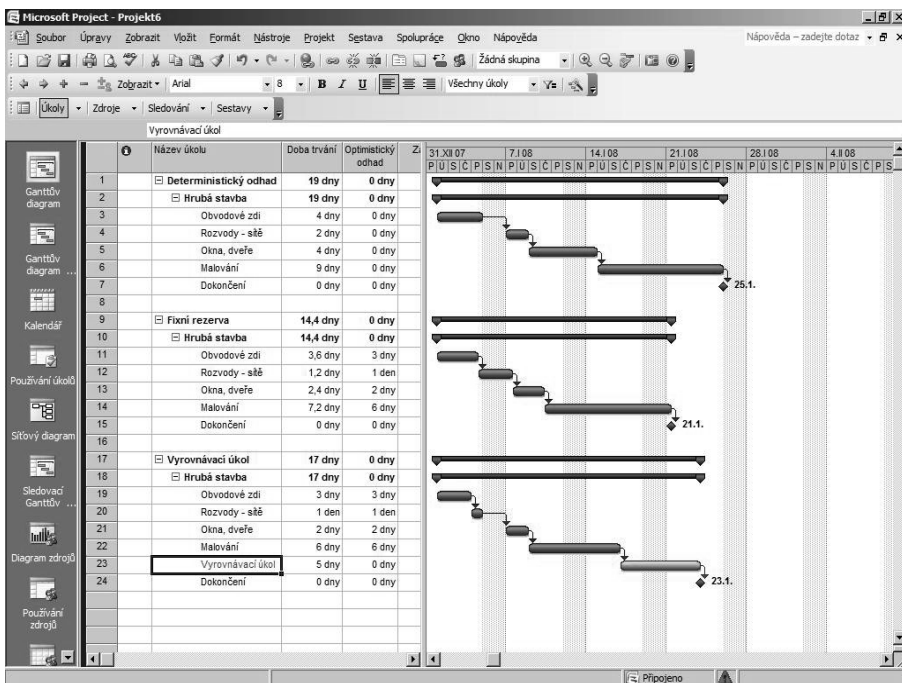 Microsoft Project - Projekt6
Soubor Úpravy Zobrazit Vložit Formát Nástroje Projekt Sestava Spolupráce Okno Nápověda Nápověda – zadejte dotaz
Žádná skupina
Zobrazit Arial 8 B I U Všechny úkoly
Úkoly Zdroje Sledování Sestavy
Vyrovnávací úkol
Název úkolu Doba trvání Optimistický odhad
31.XII 07 7.I 08 14.I 08 21.I 08 28.I 08 4.II 08
P Ú S Č P S N P Ú S Č P S N P Ú S Č P S N P Ú S Č P S N P Ú S Č P S N P Ú S Č P S
1 Deterministický odhad 19 dny 0 dny
2 Hrubá stavba 19 dny 0 dny
3 Obvodové zdi 4 dny 0 dny
4 Rozvody - sítě 2 dny 0 dny
5 Okna, dveře 4 dny 0 dny
6 Malování 9 dny 0 dny
7 Dokončení 0 dny 0 dny 25.1.
8
9 Fixní rezerva 14,4 dny 0 dny
10 Hrubá stavba 14,4 dny 0 dny
11 Obvodové zdi 3,6 dny 3 dny
12 Rozvody - sítě 1,2 dny 1 den
13 Okna, dveře 2,4 dny 2 dny
14 Malování 7,2 dny 6 dny
15 Dokončení 0 dny 0 dny 21.1.
16
17 Vyrovnávací úkol 17 dny 0 dny
18 Hrubá stavba 17 dny 0 dny
19 Obvodové zdi 3 dny 3 dny
20 Rozvody - sítě 1 den 1 den
21 Okna, dveře 2 dny 2 dny
22 Malování 6 dny 6 dny
23 Vyrovnávací úkol 5 dny 0 dny
24 Dokončení 0 dny 0 dny 23.1.
Ganttův
diagram
Ganttův
diagram ...
Kalendář
Používání úkolů
Síťový diagram
Sledovací
Ganttův ...
Diagram zdrojů
Používání
zdrojů
Připojeno